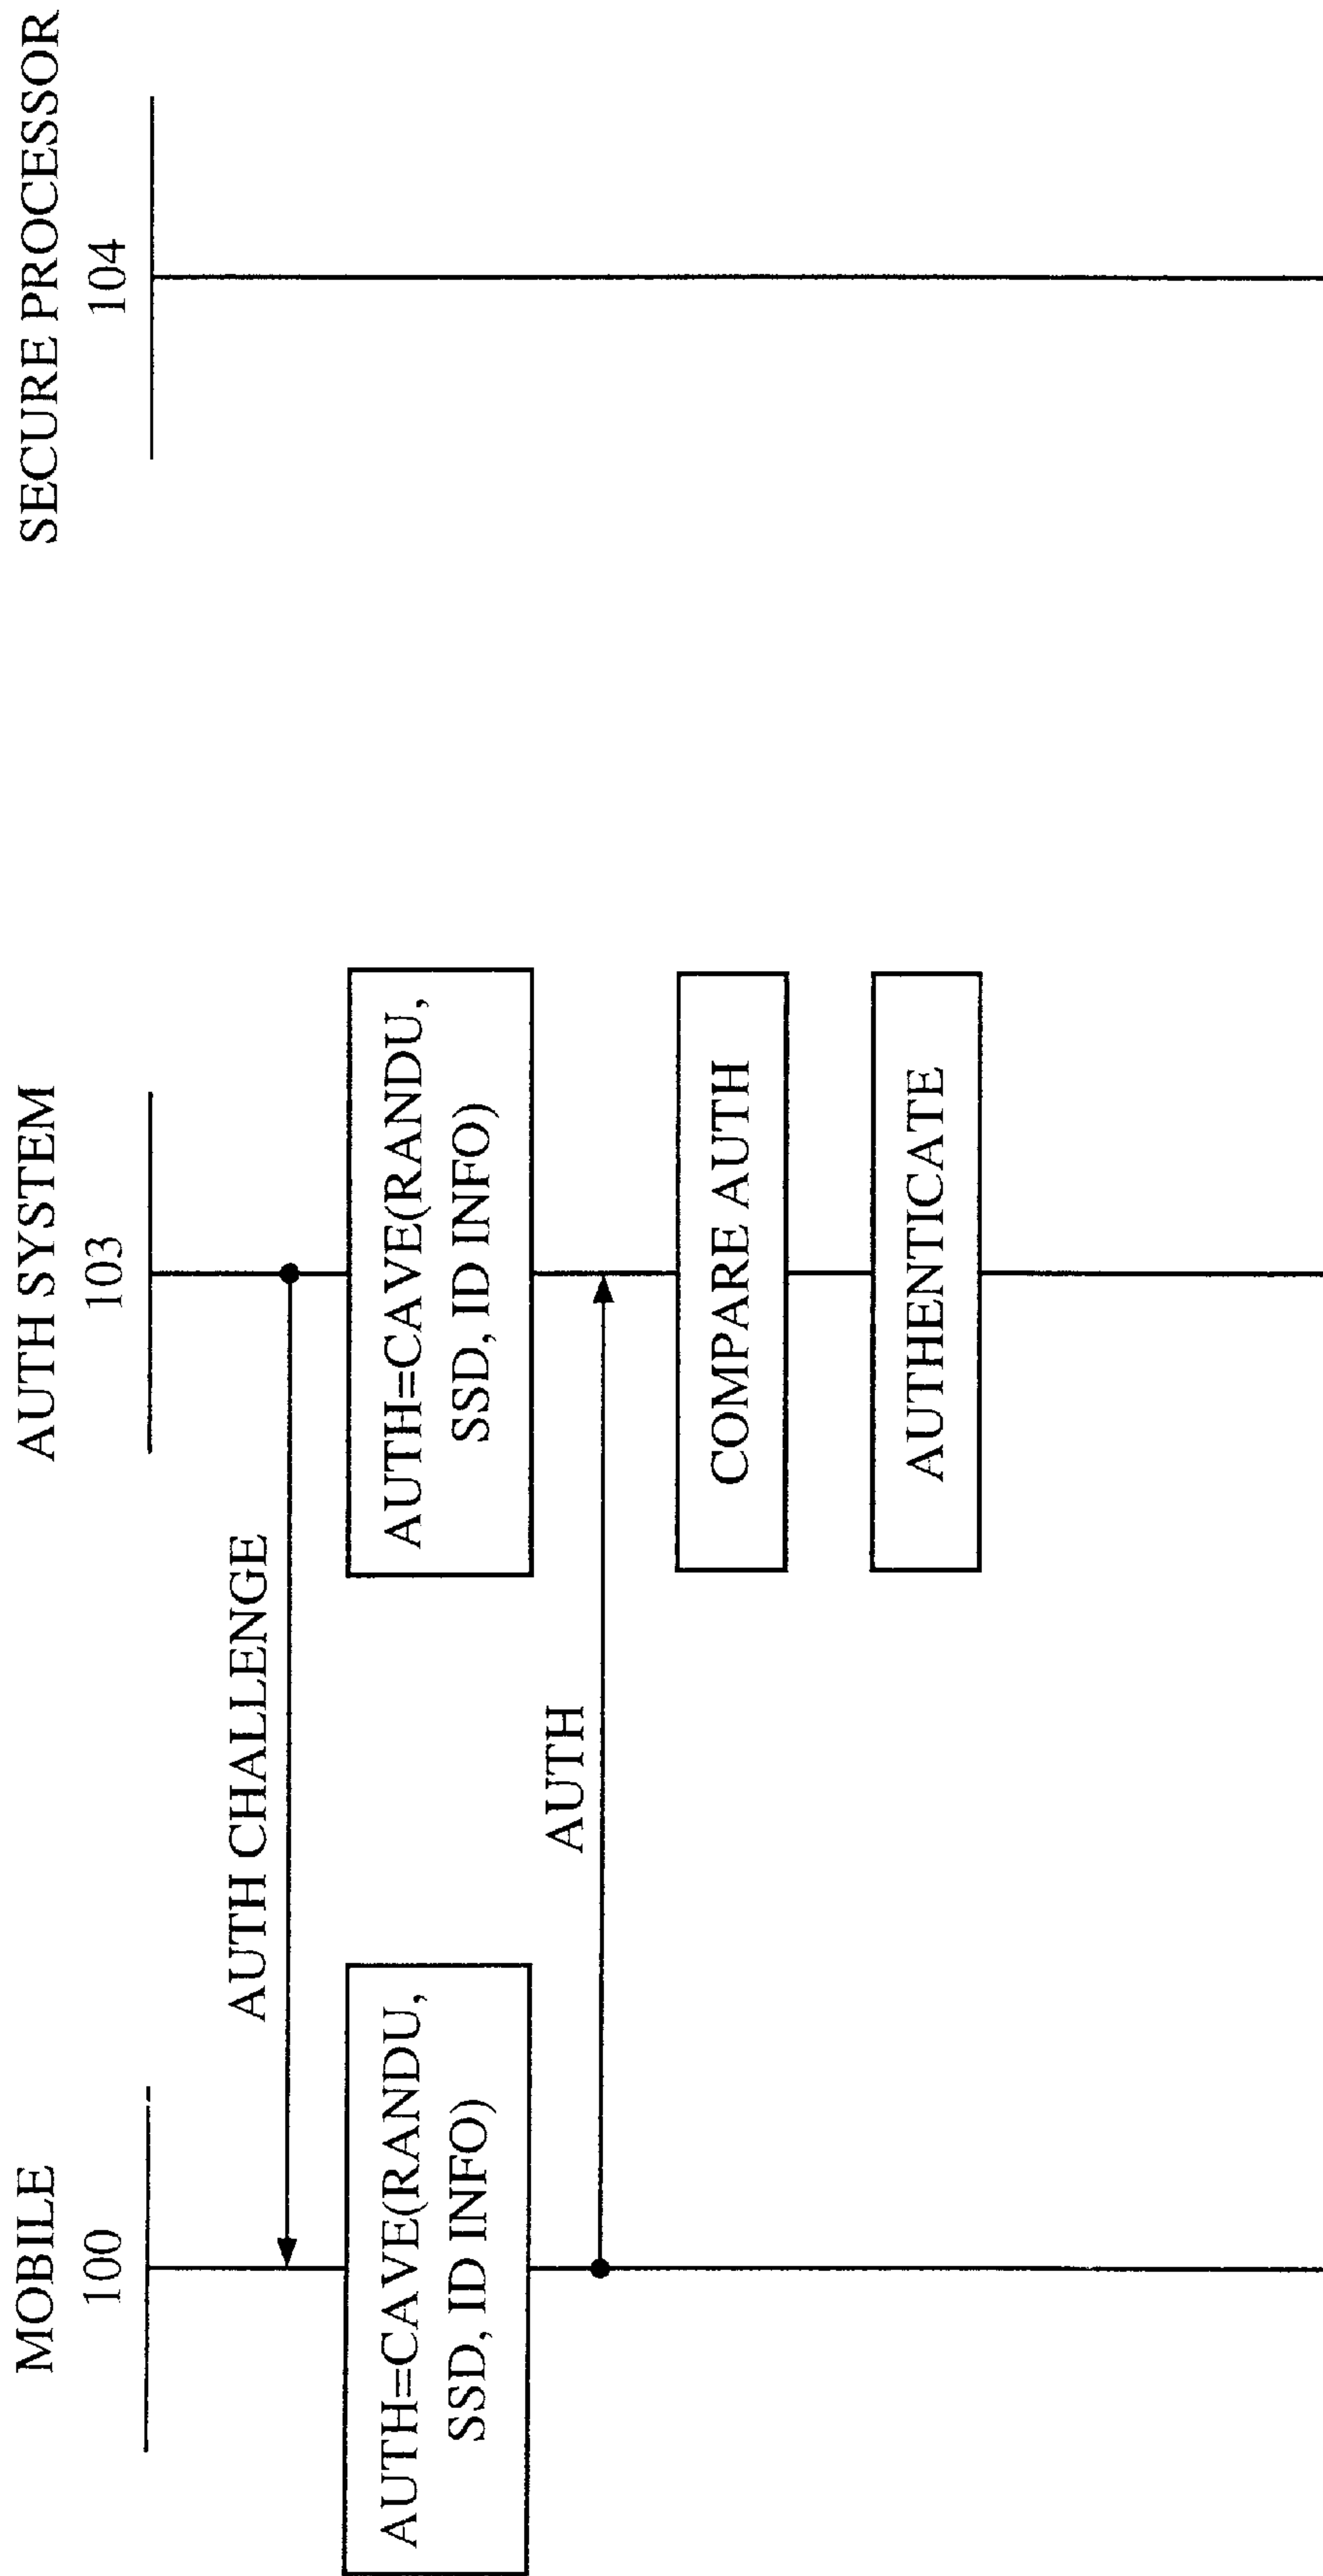 MOBILE
100
AUTH SYSTEM
103
SECURE PROCESSOR
104
AUTH CHALLENGE
AUTH=CAVE(RANDU,
SSD, ID INFO)
AUTH=CAVE(RANDU,
SSD, ID INFO)
AUTH
COMPARE AUTH
AUTHENTICATE